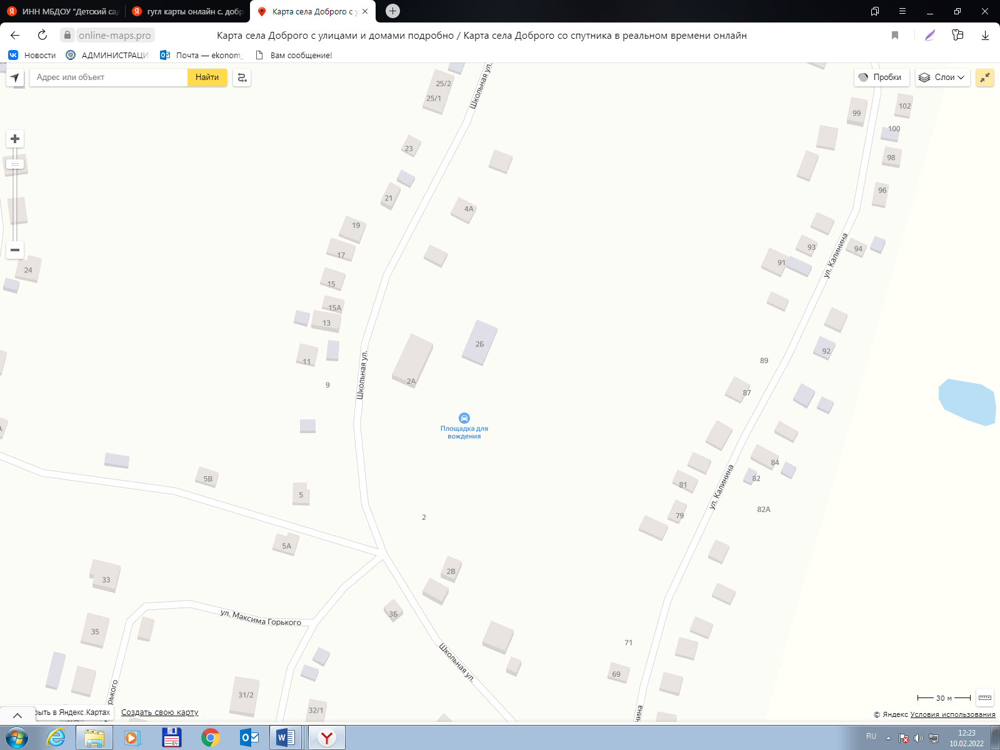 ИНН МБДОУ "Детский сад
гугл карты онлайн с. добр
Карта села Доброго с у
online-maps.pro
Карта села Доброго с улицами и домами подробно / Карта села Доброго со спутника в реальном времени онлайн
Новости
АДМИНИСТРАЦИ
Почта — ekonom_
Вам сообщение!
Адрес или объект
Найти
Пробки
Слои
25/2
25/1
Школьная ул.
99
102
100
98
96
23
21
4А
19
17
15
15А
13
11
9
24
93
91
94
ул. Калинина
92
89
87
2Б
2А
Школьная ул.
Площадка для
вождения
5В
5
5А
2
84
82
82А
81
79
ул. Калинина
33
35
2В
3Б
ул. Максима Горького
Школьная ул.
71
69
31/2
32/1
орького
нина
30 м
рыть в Яндекс.Картах
Создать свою карту
© Яндекс Условия использования
RU
12:23
10.02.2022